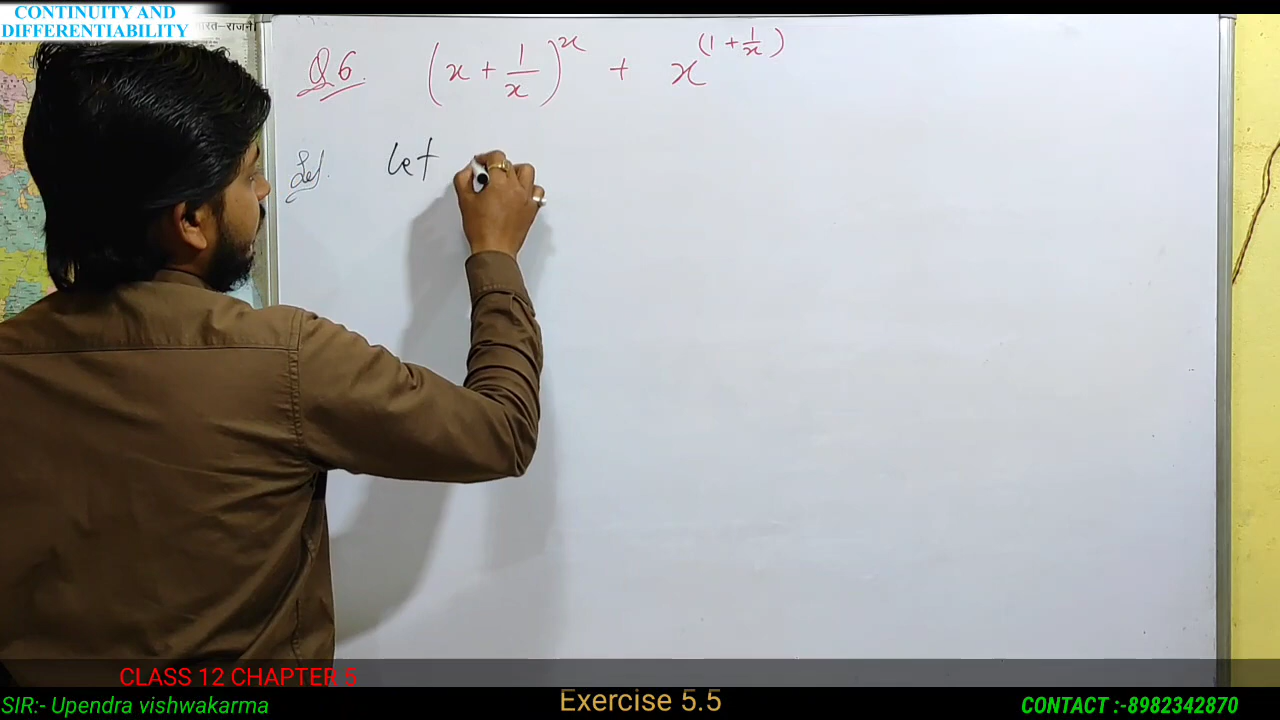 CONTINUITY AND
DIFFERENTIABILITY
Q.6. (x + 1/x)^x + x^(1 + 1/x)
Sol. let
CLASS 12 CHAPTER 5
SIR:- Upendra vishwakarma
Exercise 5.5
CONTACT :-8982342870